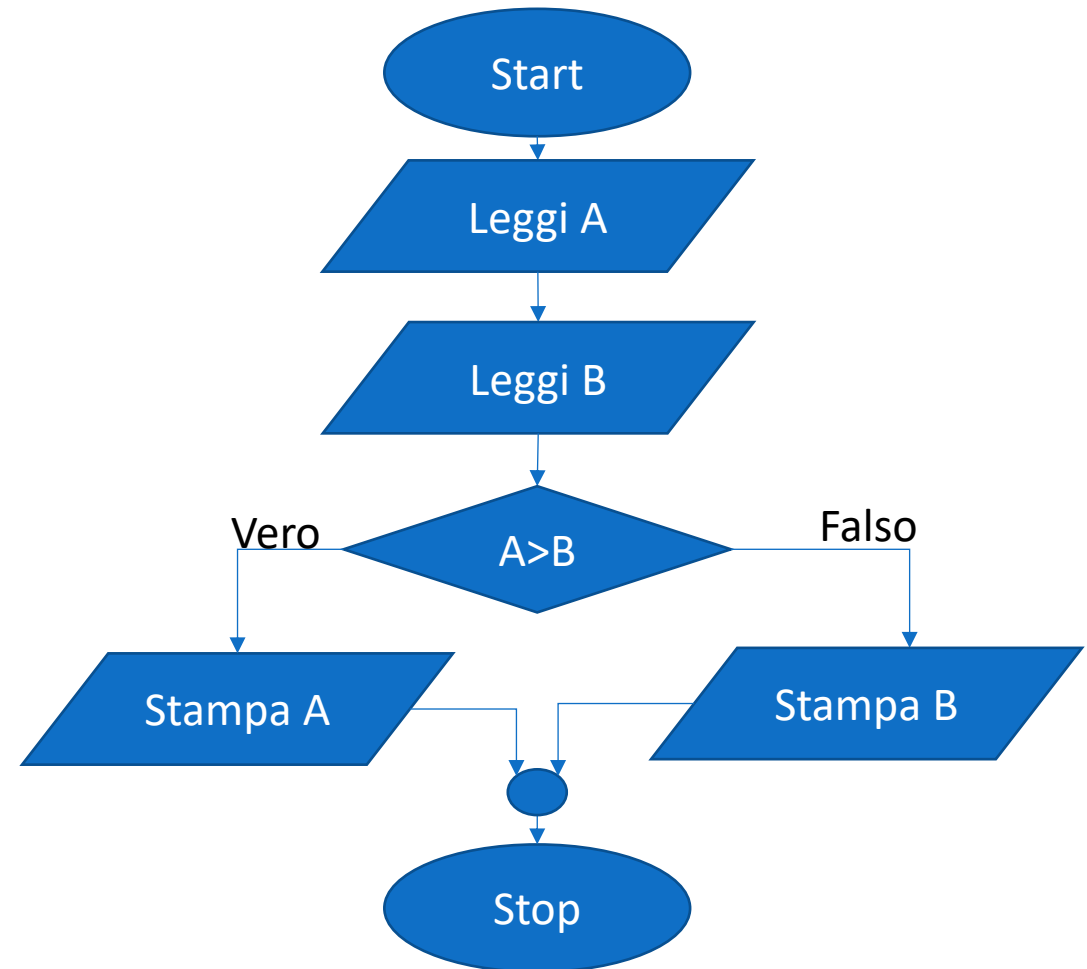 Start
Leggi A
Leggi B
A>B
Vero
Falso
Stampa A
Stampa B
Stop